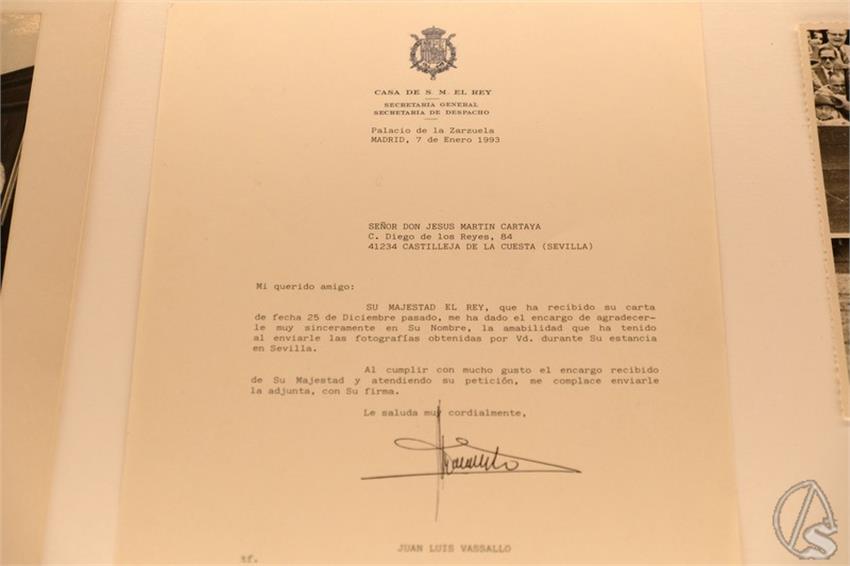 CASA DE S. M. EL REY
SECRETARIA GENERAL
SECRETARIA DE DESPACHO
Palacio de la Zarzuela
MADRID, 7 de Enero 1993
SEÑOR DON JESUS MARTIN CARTAYA
C. Diego de los Reyes, 84
41234 CASTILLEJA DE LA CUESTA (SEVILLA)
Mi querido amigo:
SU MAJESTAD EL REY, que ha recibido su carta
de fecha 25 de Diciembre pasado, me ha dado el encargo de agradecer-
le muy sinceramente en Su Nombre, la amabilidad que ha tenido
al enviarle las fotografías obtenidas por Vd. durante Su estancia
en Sevilla.
Al cumplir con mucho gusto el encargo recibido
de Su Majestad y atendiendo su petición, me complace enviarle
la adjunta, con Su firma.
Le saluda muy cordialmente,
JUAN LUIS VASSALLO